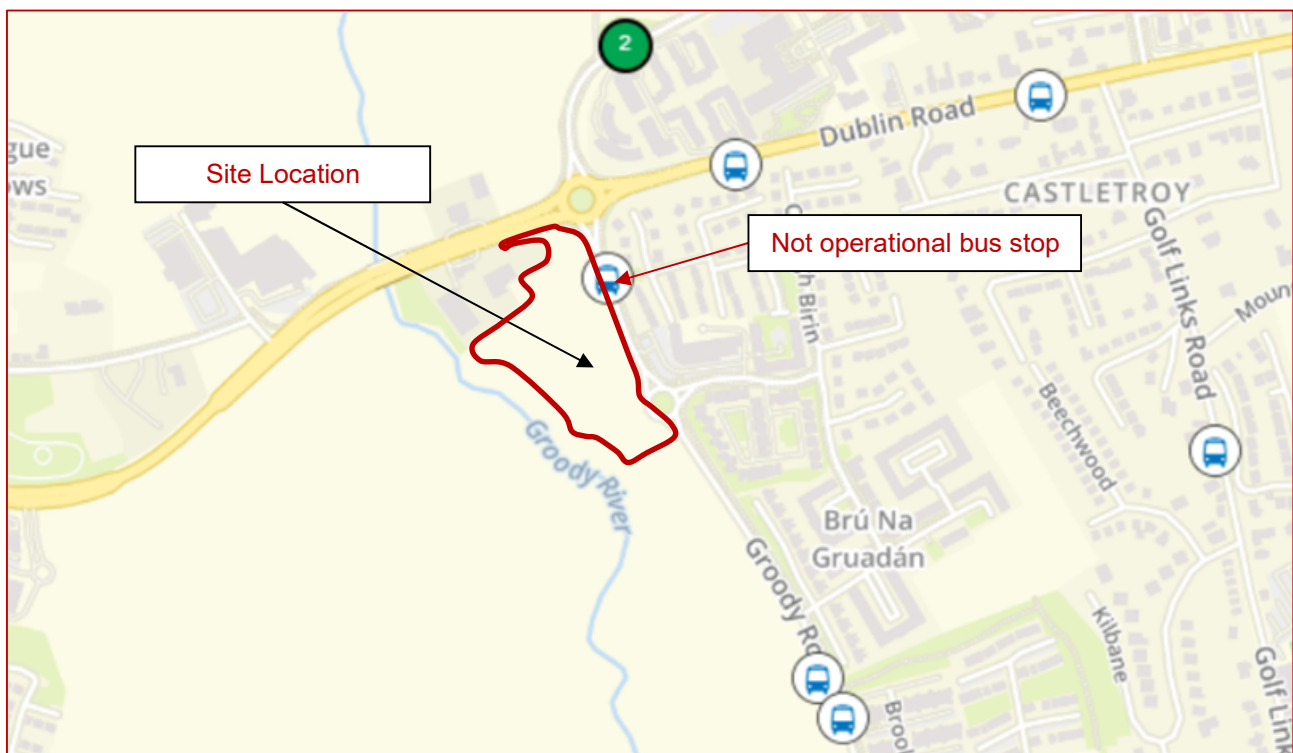 2
Dublin Road
gue
ows
Site Location
CASTLETROY
Not operational bus stop
Golf Links Road
Birin
Moun
Beechwood
Groody River
Brú Na
Gruadán
Groody Ro
Kilbane
Golf Link
Broo